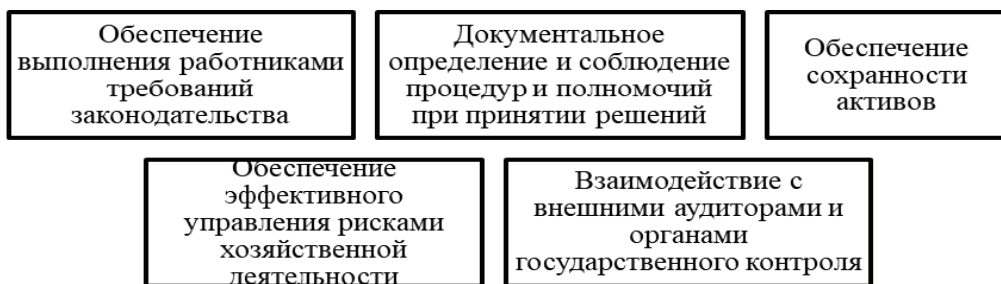 Обеспечение
выполнения работниками
требований
законодательства
Документальное
определение и соблюдение
процедур и полномочий
при принятии решений
Обеспечение
сохранности
активов
Обеспечение
эффективного
управления рисками
хозяйственной
деятельности
Взаимодействие с
внешними аудиторами и
органами
государственного контроля